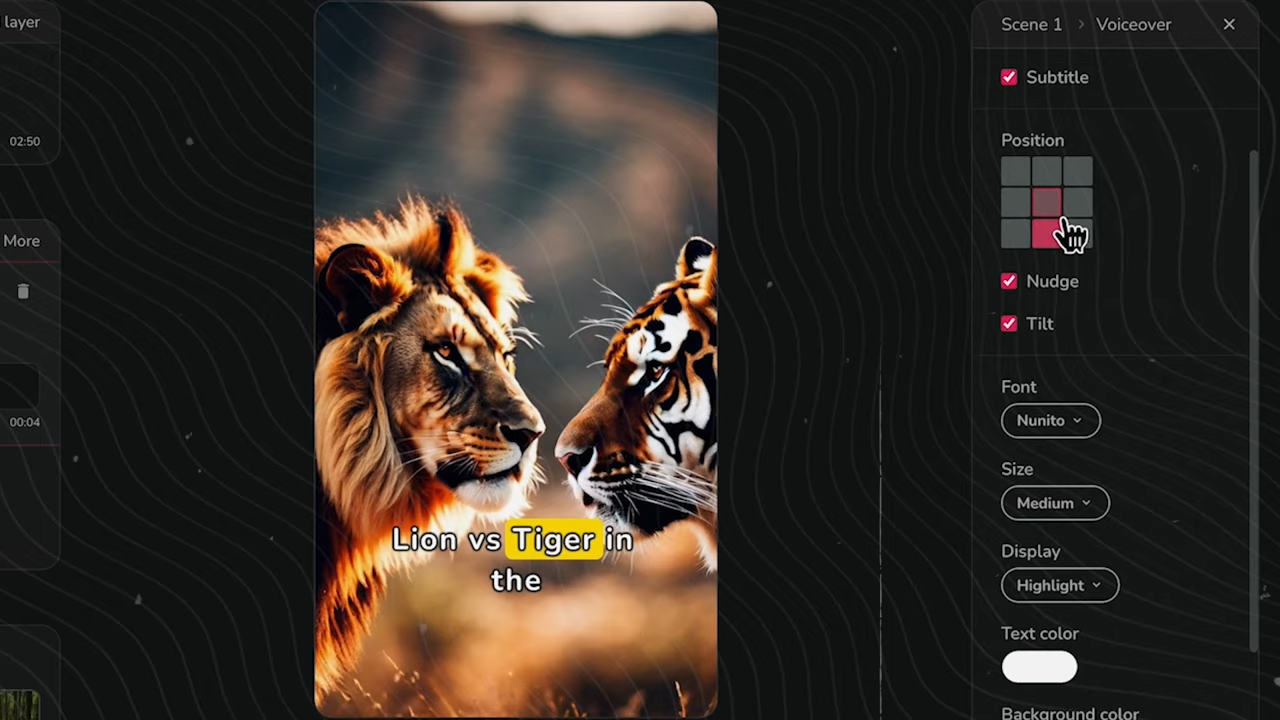 layer
02:50
More
00:04
Lion vs Tiger in
the
Scene 1 > Voiceover
Subtitle
Position
Nudge
Tilt
Font
Nunito
Size
Medium
Display
Highlight
Text color
Background color